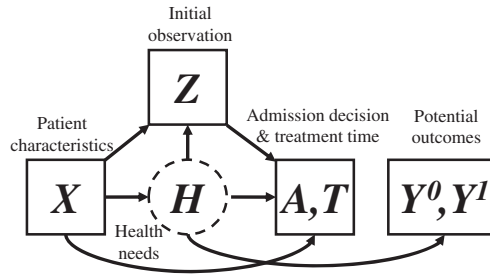 Initial
observation
Z
Patient
characteristics
Admission decision
& treatment time
Potential
outcomes
X
H
A,T
Y⁰,Y¹
Health
needs